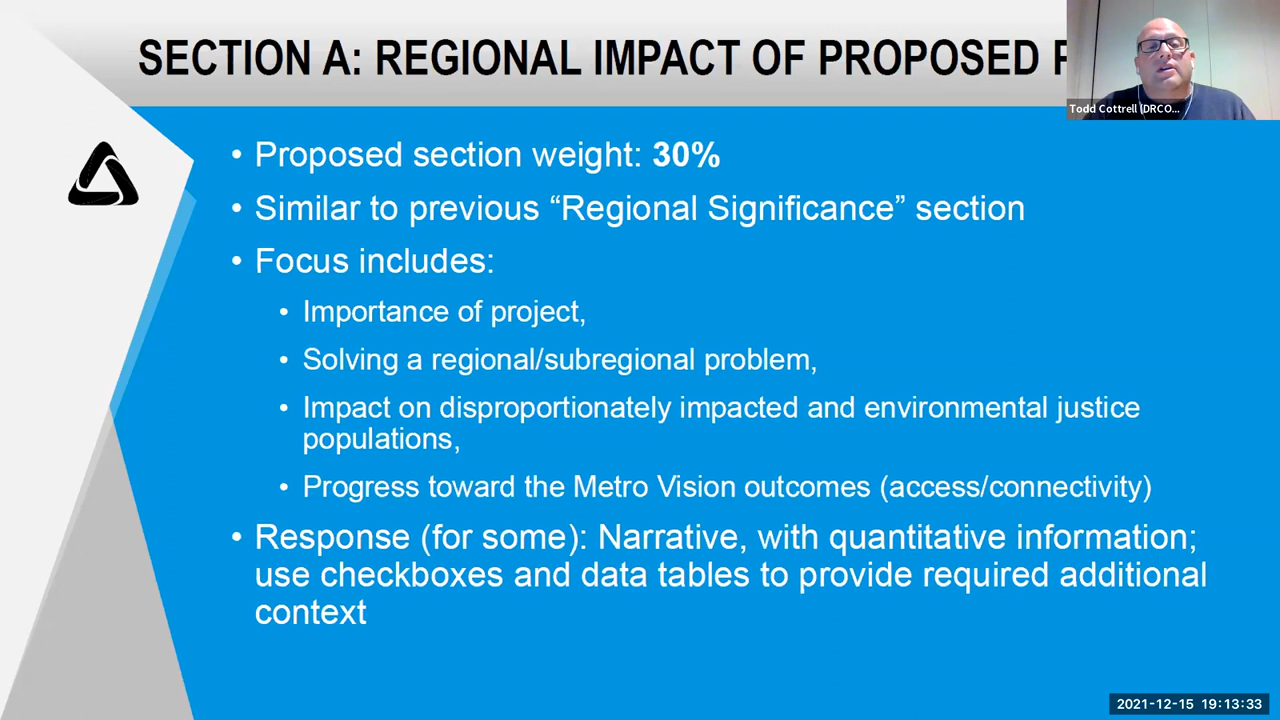 SECTION A: REGIONAL IMPACT OF PROPOSED
Todd Cottrell (DRCO...
• Proposed section weight: 30%
• Similar to previous “Regional Significance” section
• Focus includes:
• Importance of project,
• Solving a regional/subregional problem,
• Impact on disproportionately impacted and environmental justice
populations,
• Progress toward the Metro Vision outcomes (access/connectivity)
• Response (for some): Narrative, with quantitative information;
use checkboxes and data tables to provide required additional
context
2021-12-15 19:13:33